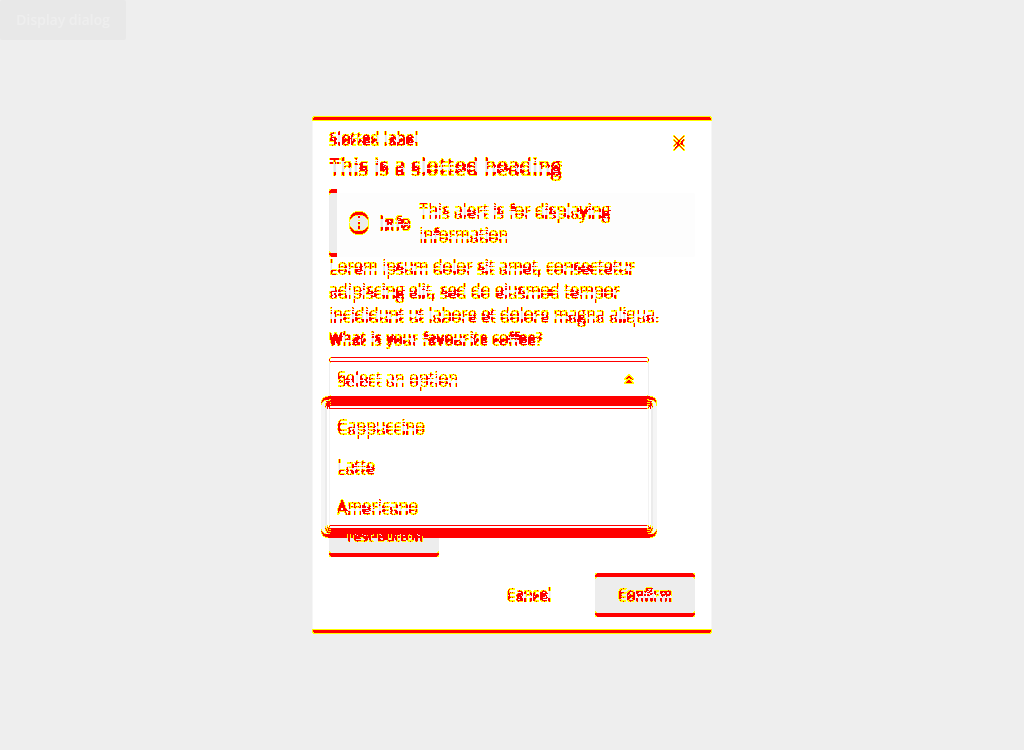 Display dialog
Slotted label
This is a slotted heading
Info
This alert is for displaying
information
Lorem ipsum dolor sit amet, consectetur
adipiscing elit, sed do eiusmod tempor
incididunt ut labore et dolore magna aliqua.
What is your favourite coffee?
Select an option
Cappuccino
Latte
Americano
Text button
Cancel
Confirm